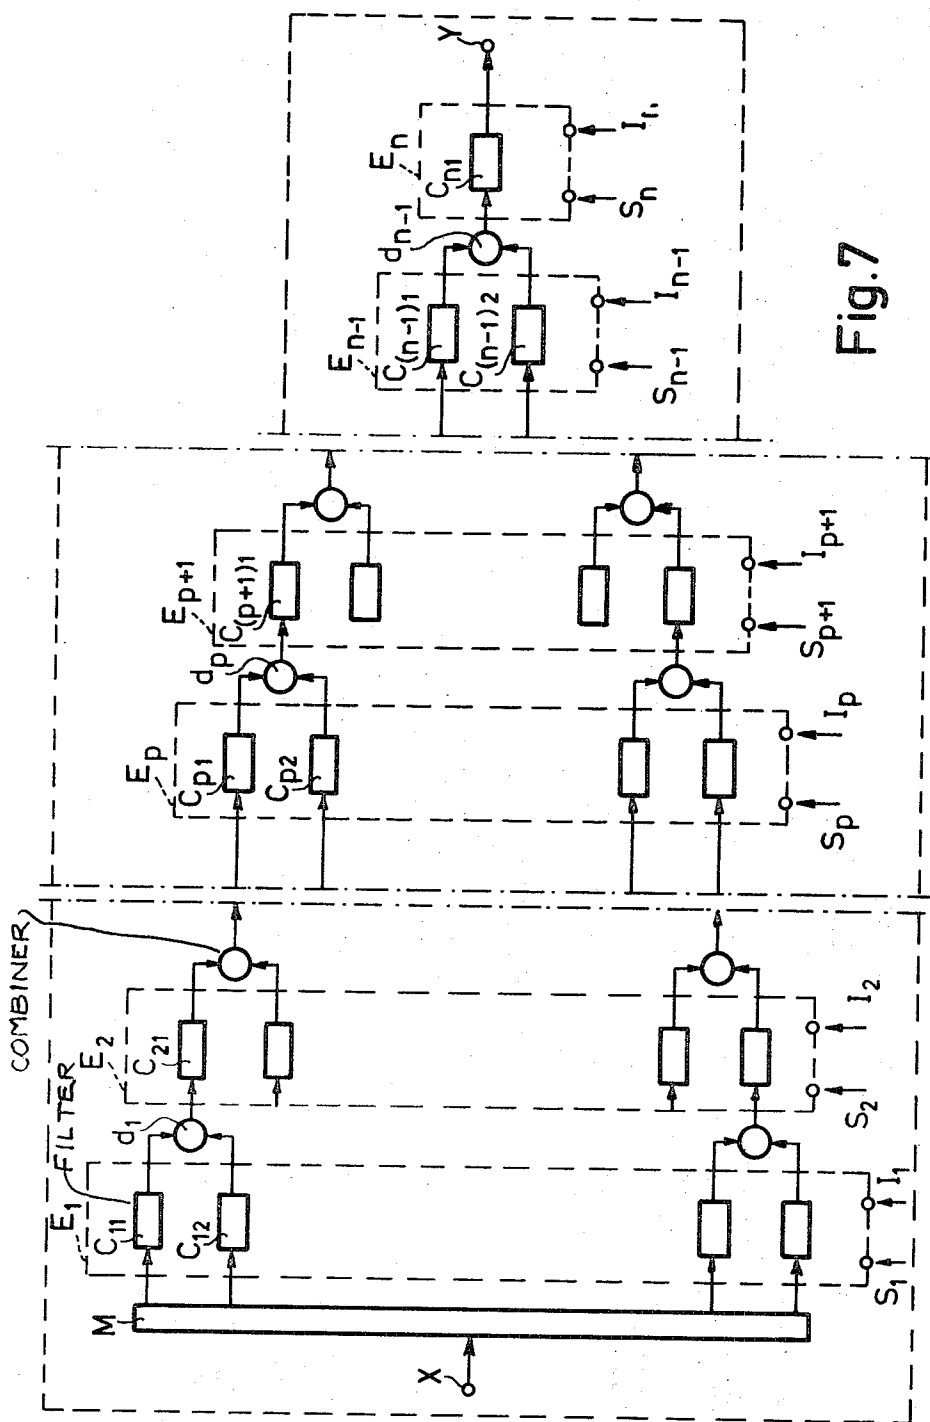 X
M
E1
C11
C12
FILTER
S1
I1
d1
E2
C21
S2
I2
COMBINER
Ep
Cp1
Cp2
Sp
Ip
dp
Ep+1
C(p+1)1
Sp+1
Ip+1
En-1
C(n-1)1
C(n-1)2
Sn-1
In-1
dn-1
En
Cn1
Sn
Y
Fig.7